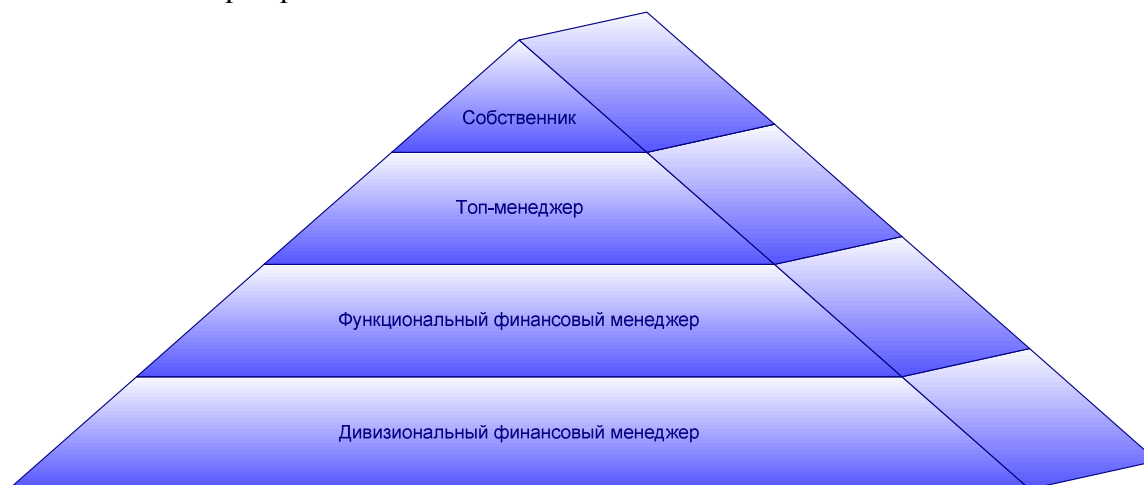 Собственник
Топ-менеджер
Функциональный финансовый менеджер
Дивизиональный финансовый менеджер